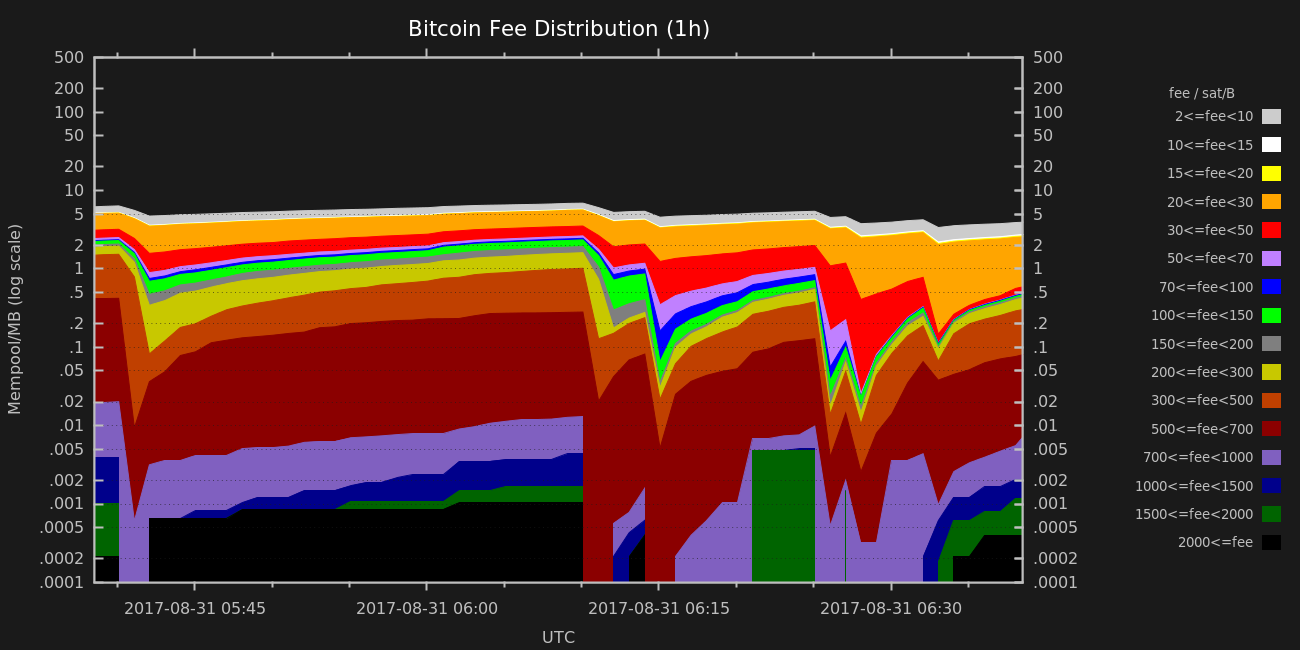 Bitcoin Fee Distribution (1h)
Mempool/MB (log scale)
500
200
100
50
20
10
5
2
1
.5
.2
.1
.05
.02
.01
.005
.002
.001
.0005
.0002
.0001
500
200
100
50
20
10
5
2
1
.5
.2
.1
.05
.02
.01
.005
.002
.001
.0005
.0002
.0001
2017-08-31 05:45
2017-08-31 06:00
2017-08-31 06:15
2017-08-31 06:30
UTC
fee / sat/B
2<=fee<10
10<=fee<15
15<=fee<20
20<=fee<30
30<=fee<50
50<=fee<70
70<=fee<100
100<=fee<150
150<=fee<200
200<=fee<300
300<=fee<500
500<=fee<700
700<=fee<1000
1000<=fee<1500
1500<=fee<2000
2000<=fee